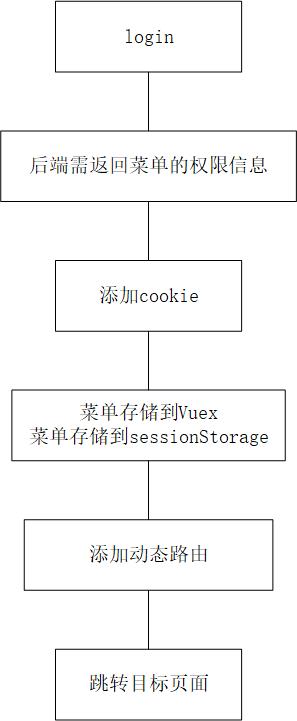 login
后端需返回菜单的权限信息
添加cookie
菜单存储到Vuex
菜单存储到sessionStorage
添加动态路由
跳转目标页面